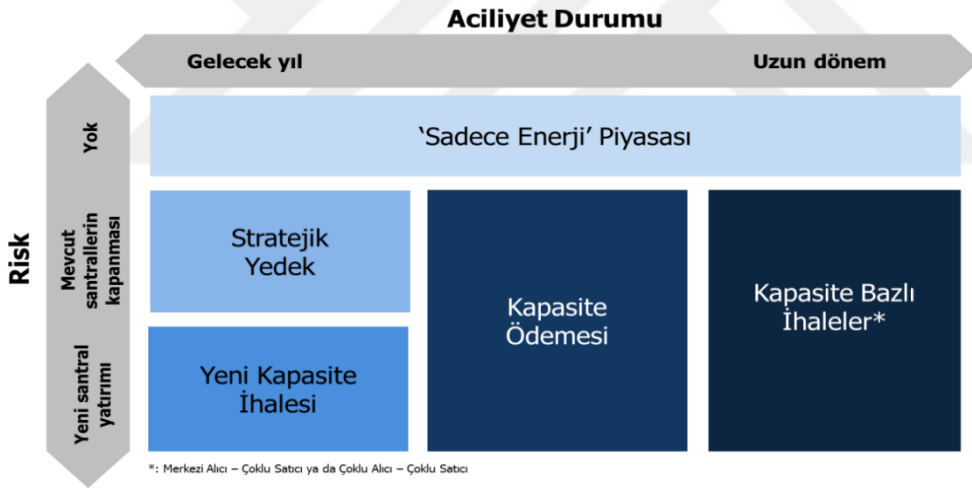 Aciliyet Durumu
Gelecek yıl
Uzun dönem
Risk
Yok
‘Sadece Enerji’ Piyasası
Mevcut
santrallerin
kapanması
Stratejik
Yedek
Kapasite
Ödemesi
Kapasite Bazlı
İhaleler*
Yeni santral
yatırımı
Yeni Kapasite
İhalesi
*: Merkezi Alıcı – Çoklu Satıcı ya da Çoklu Alıcı – Çoklu Satıcı